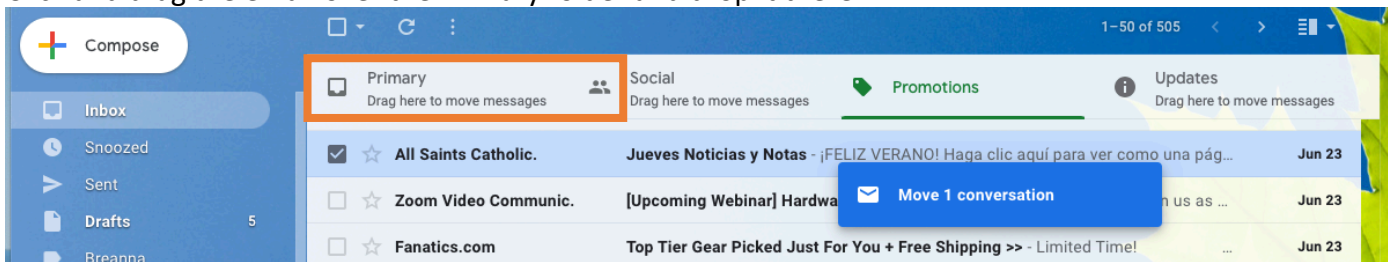 Compose
1–50 of 505
Primary
Drag here to move messages
Social
Drag here to move messages
Promotions
Updates
Drag here to move messages
Inbox
Snoozed
Sent
Drafts 5
Breanna
All Saints Catholic. Jueves Noticias y Notas - ¡FELIZ VERANO! Haga clic aquí para ver como una pág... Jun 23
Zoom Video Communic. [Upcoming Webinar] Hardwa n us as ... Jun 23
Move 1 conversation
Fanatics.com Top Tier Gear Picked Just For You + Free Shipping >> - Limited Time! ... Jun 23